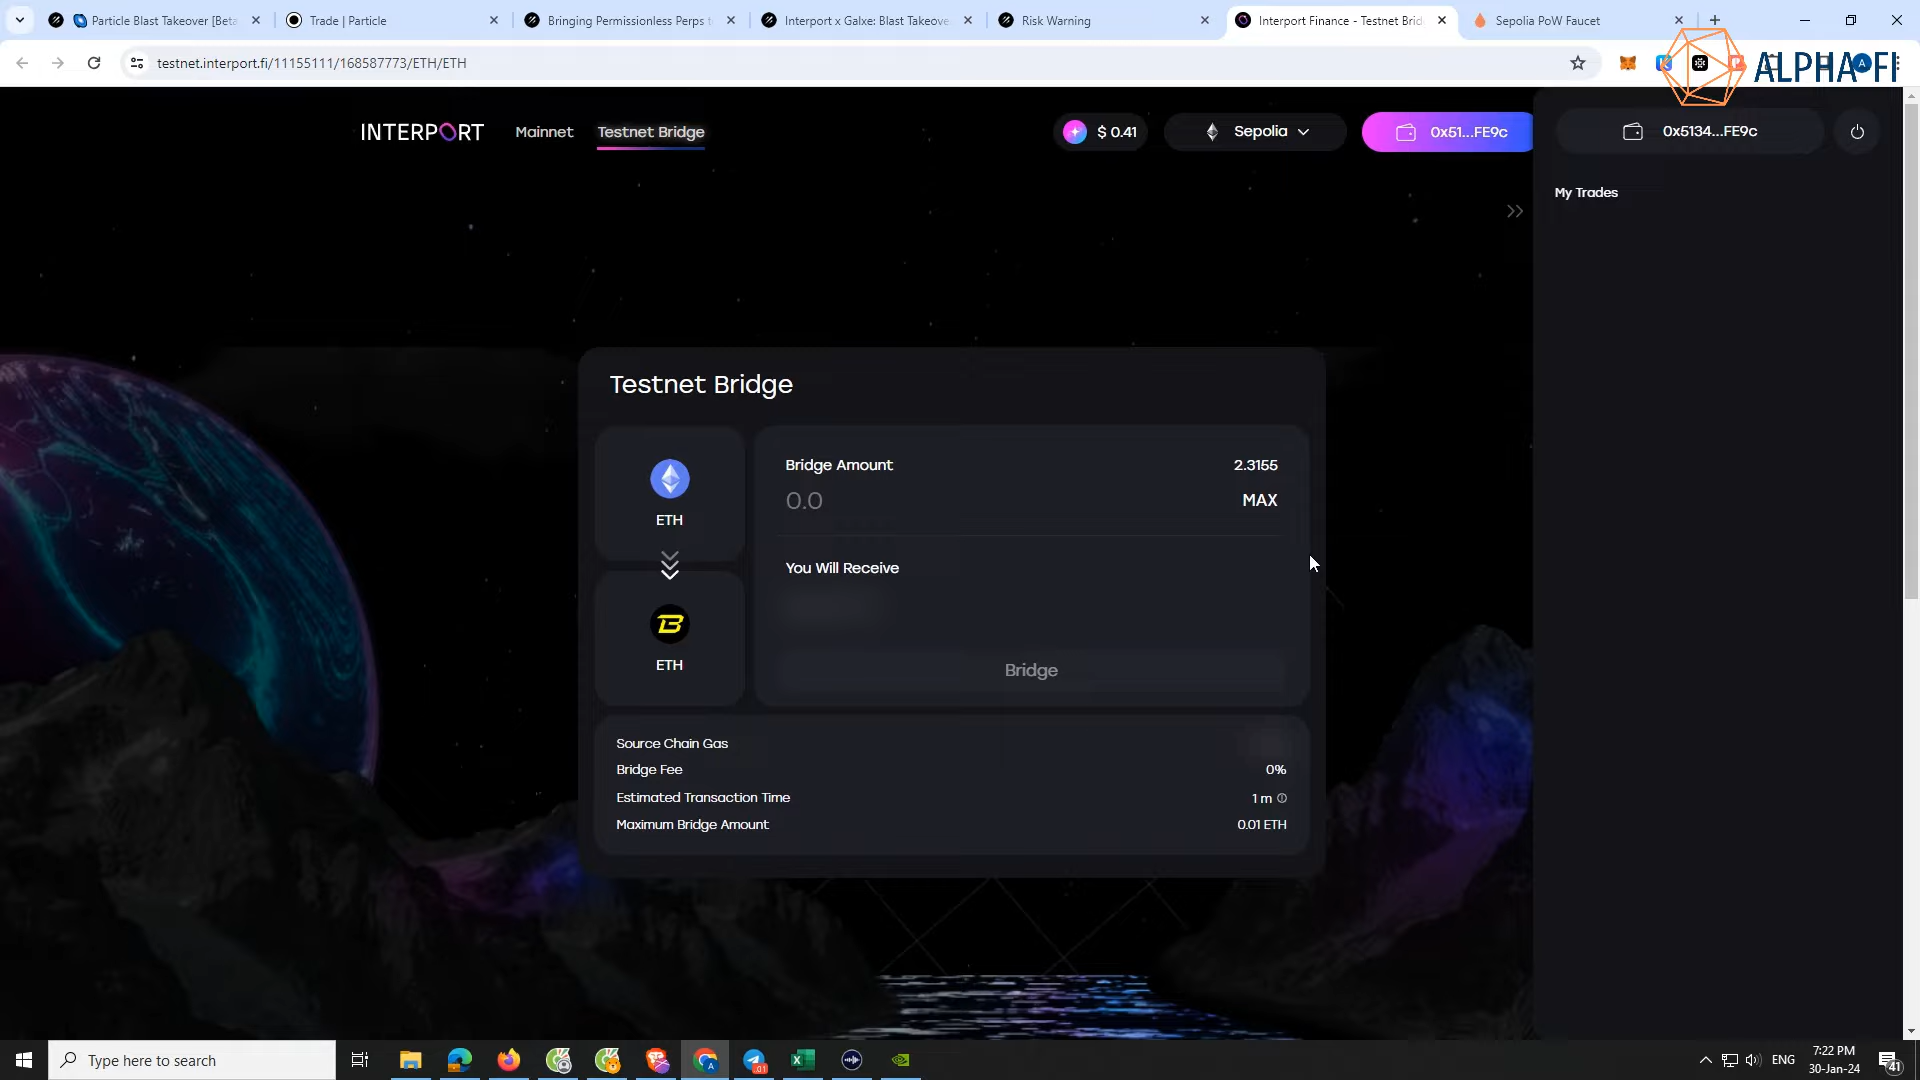 Particle Blast Takeover [Beta
Trade | Particle
Bringing Permissionless Perps t
Interport x Galxe: Blast Takeove
Risk Warning
Interport Finance - Testnet Brid
Sepolia PoW Faucet
testnet.interport.fi/11155111/168587773/ETH/ETH
ALPHA FI
INTERPORT
Mainnet
Testnet Bridge
$ 0.41
Sepolia
0x51...FE9c
0x5134...FE9c
My Trades
Testnet Bridge
ETH
ETH
Bridge Amount
2.3155
0.0
MAX
You Will Receive
Bridge
Source Chain Gas
Bridge Fee
0%
Estimated Transaction Time
1 m
Maximum Bridge Amount
0.01 ETH
Type here to search
ENG
7:22 PM
30-Jan-24
41